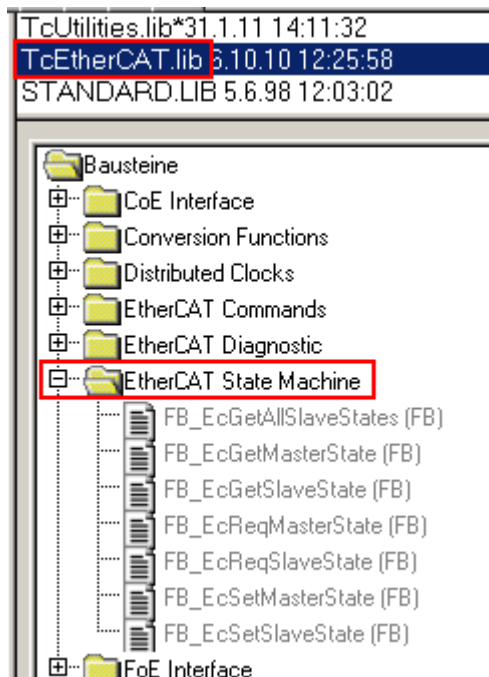 TcUtilities.lib*31.1.11 14:11:32
TcEtherCAT.lib 6.10.10 12:25:58
STANDARD.LIB 5.6.98 12:03:02
Bausteine
CoE Interface
Conversion Functions
Distributed Clocks
EtherCAT Commands
EtherCAT Diagnostic
EtherCAT State Machine
FB_EcGetAllSlaveStates (FB)
FB_EcGetMasterState (FB)
FB_EcGetSlaveState (FB)
FB_EcReqMasterState (FB)
FB_EcReqSlaveState (FB)
FB_EcSetMasterState (FB)
FB_EcSetSlaveState (FB)
FoE Interface